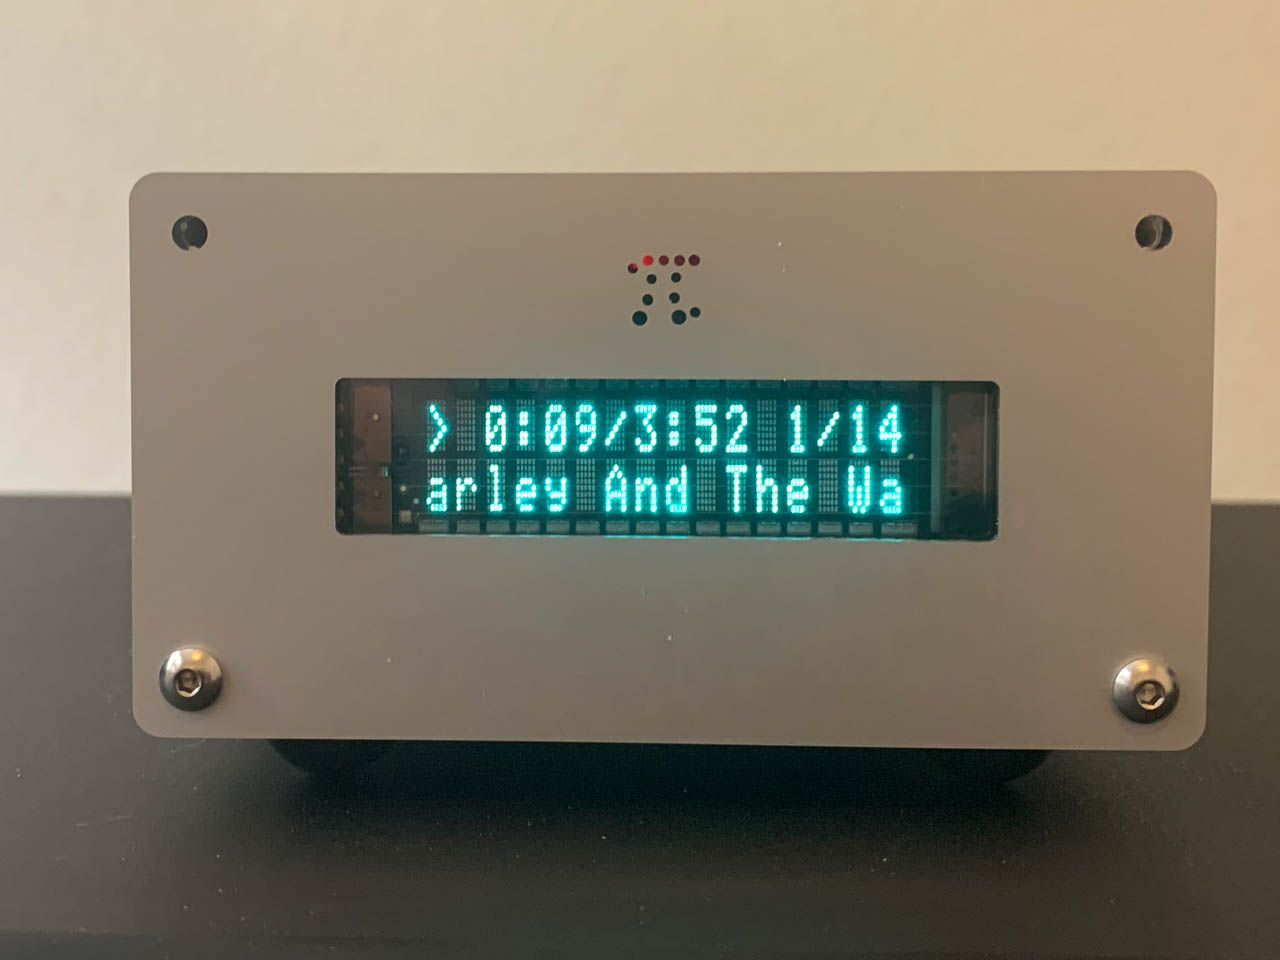 π
> 0:09/3:52 1/14
arley And The Wa